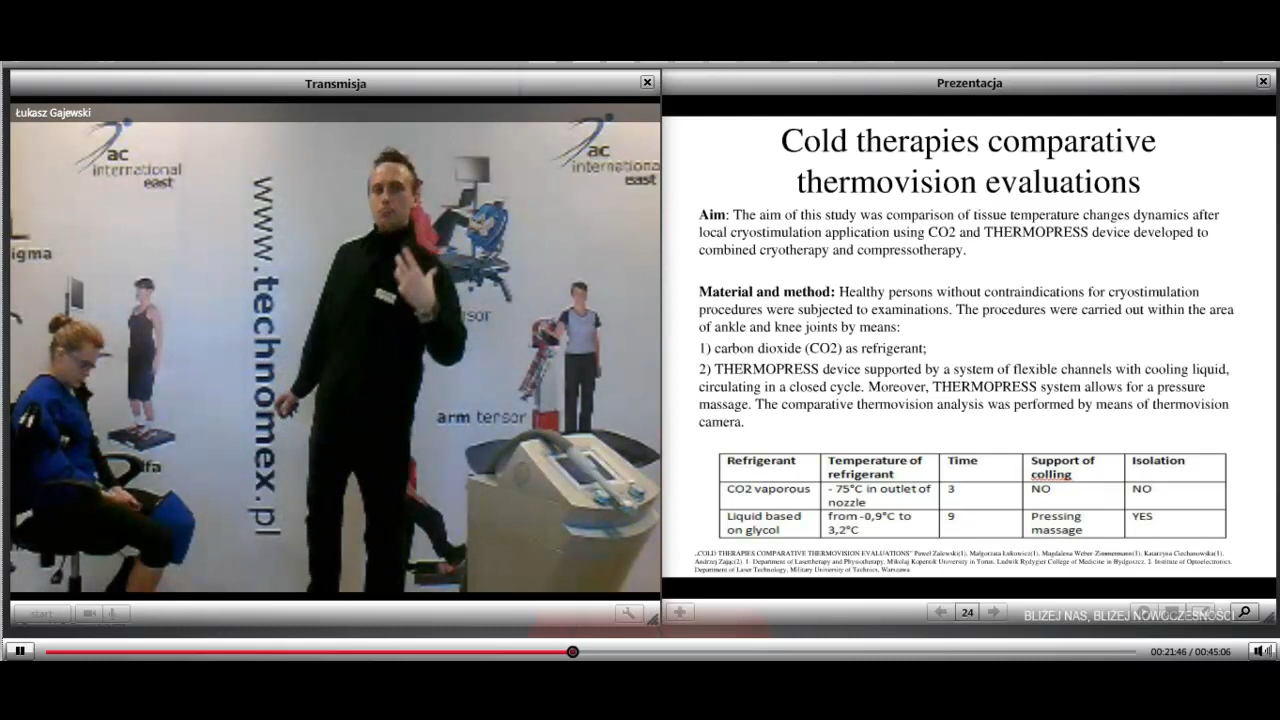 Transmisja
Łukasz Gajewski
ac
international
east
ac
internationa
east
igma
www.technomex.pl
sor
arm tensor
lfa
start
Prezentacja
Cold therapies comparative
thermovision evaluations
Aim: The aim of this study was comparison of tissue temperature changes dynamics after
local cryostimulation application using CO2 and THERMOPRESS device developed to
combined cryotherapy and compressotherapy.
Material and method: Healthy persons without contraindications for cryostimulation
procedures were subjected to examinations. The procedures were carried out within the area
of ankle and knee joints by means:
1) carbon dioxide (CO2) as refrigerant;
2) THERMOPRESS device supported by a system of flexible channels with cooling liquid,
circulating in a closed cycle. Moreover, THERMOPRESS system allows for a pressure
massage. The comparative thermovision analysis was performed by means of thermovision
camera.
Refrigerant Temperature of refrigerant Time Support of colling Isolation
CO2 vaporous - 75°C in outlet of nozzle 3 NO NO
Liquid based on glycol from -0,9°C to 3,2°C 9 Pressing massage YES
„COLD THERAPIES COMPARATIVE THERMOVISION EVALUATIONS" Paweł Zalewski(1), Małgorzata Łukowicz(1), Magdalena Weber-Zimmermann(1), Katarzyna Ciechanowska(1),
Andrzej Zając(2). 1- Department of Lasertherapy and Physiotherapy, Mikołaj Kopernik University in Torun, Ludwik Rydygier College of Medicine in Bydgoszcz. 2. Institute of Optoelectronics.
Department of Laser Technology, Military University of Technics, Warszawa
24
BLIŻEJ NAS, BLIŻEJ NOWOCZESNOŚCI
00:21:46 / 00:45:06